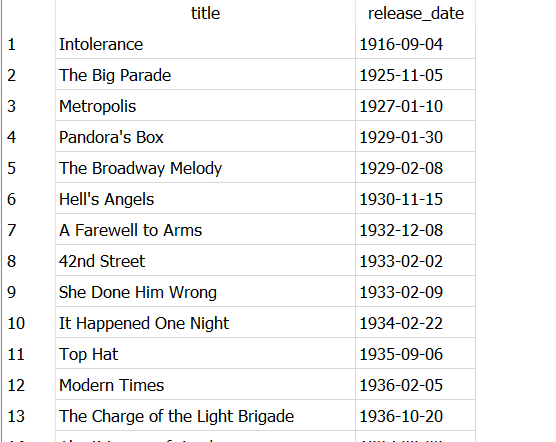 title release_date
1 Intolerance 1916-09-04
2 The Big Parade 1925-11-05
3 Metropolis 1927-01-10
4 Pandora's Box 1929-01-30
5 The Broadway Melody 1929-02-08
6 Hell's Angels 1930-11-15
7 A Farewell to Arms 1932-12-08
8 42nd Street 1933-02-02
9 She Done Him Wrong 1933-02-09
10 It Happened One Night 1934-02-22
11 Top Hat 1935-09-06
12 Modern Times 1936-02-05
13 The Charge of the Light Brigade 1936-10-20